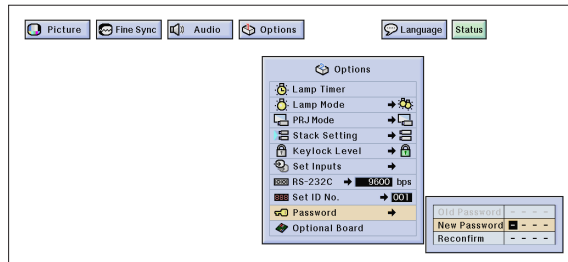 Picture Fine Sync Audio Options Language Status
Options
Lamp Timer
Lamp Mode
PRJ Mode
Stack Setting
Keylock Level
Set Inputs
RS-232C 9600 bps
Set ID No. 001
Password
Optional Board
Old Password - - - -
New Password - - - -
Reconfirm - - - -